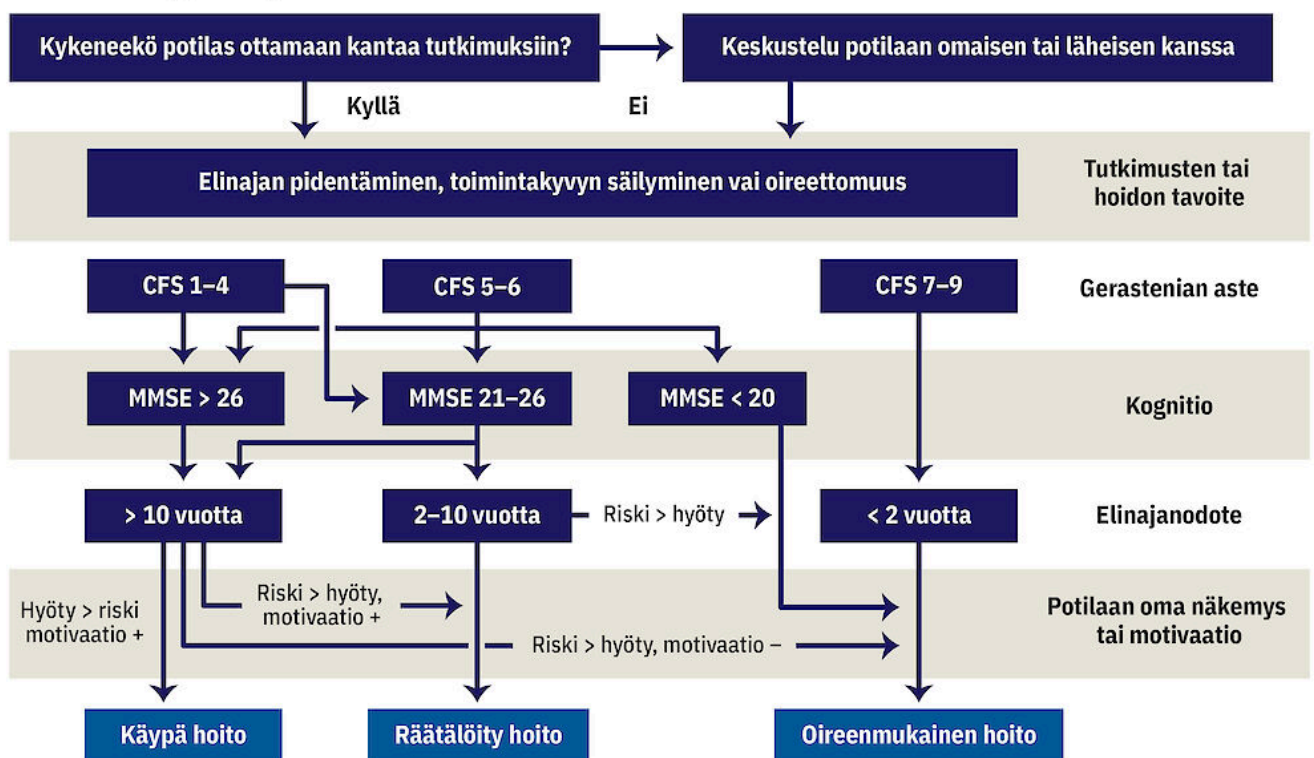 Kykeneekö potilas ottamaan kantaa tutkimuksiin?
Keskustelu potilaan omaisen tai läheisen kanssa
Kyllä
Ei
Elinajan pidentäminen, toimintakyvyn säilyminen vai oireettomuus
Tutkimusten tai
hoidon tavoite
CFS 1–4
CFS 5–6
CFS 7–9
Gerastenian aste
MMSE > 26
MMSE 21–26
MMSE < 20
Kognitio
> 10 vuotta
2–10 vuotta
Riski > hyöty
< 2 vuotta
Elinajanodote
Hyöty > riski
motivaatio +
Riski > hyöty,
motivaatio +
Riski > hyöty, motivaatio –
Potilaan oma näkemys
tai motivaatio
Käypä hoito
Räätälöity hoito
Oireenmukainen hoito